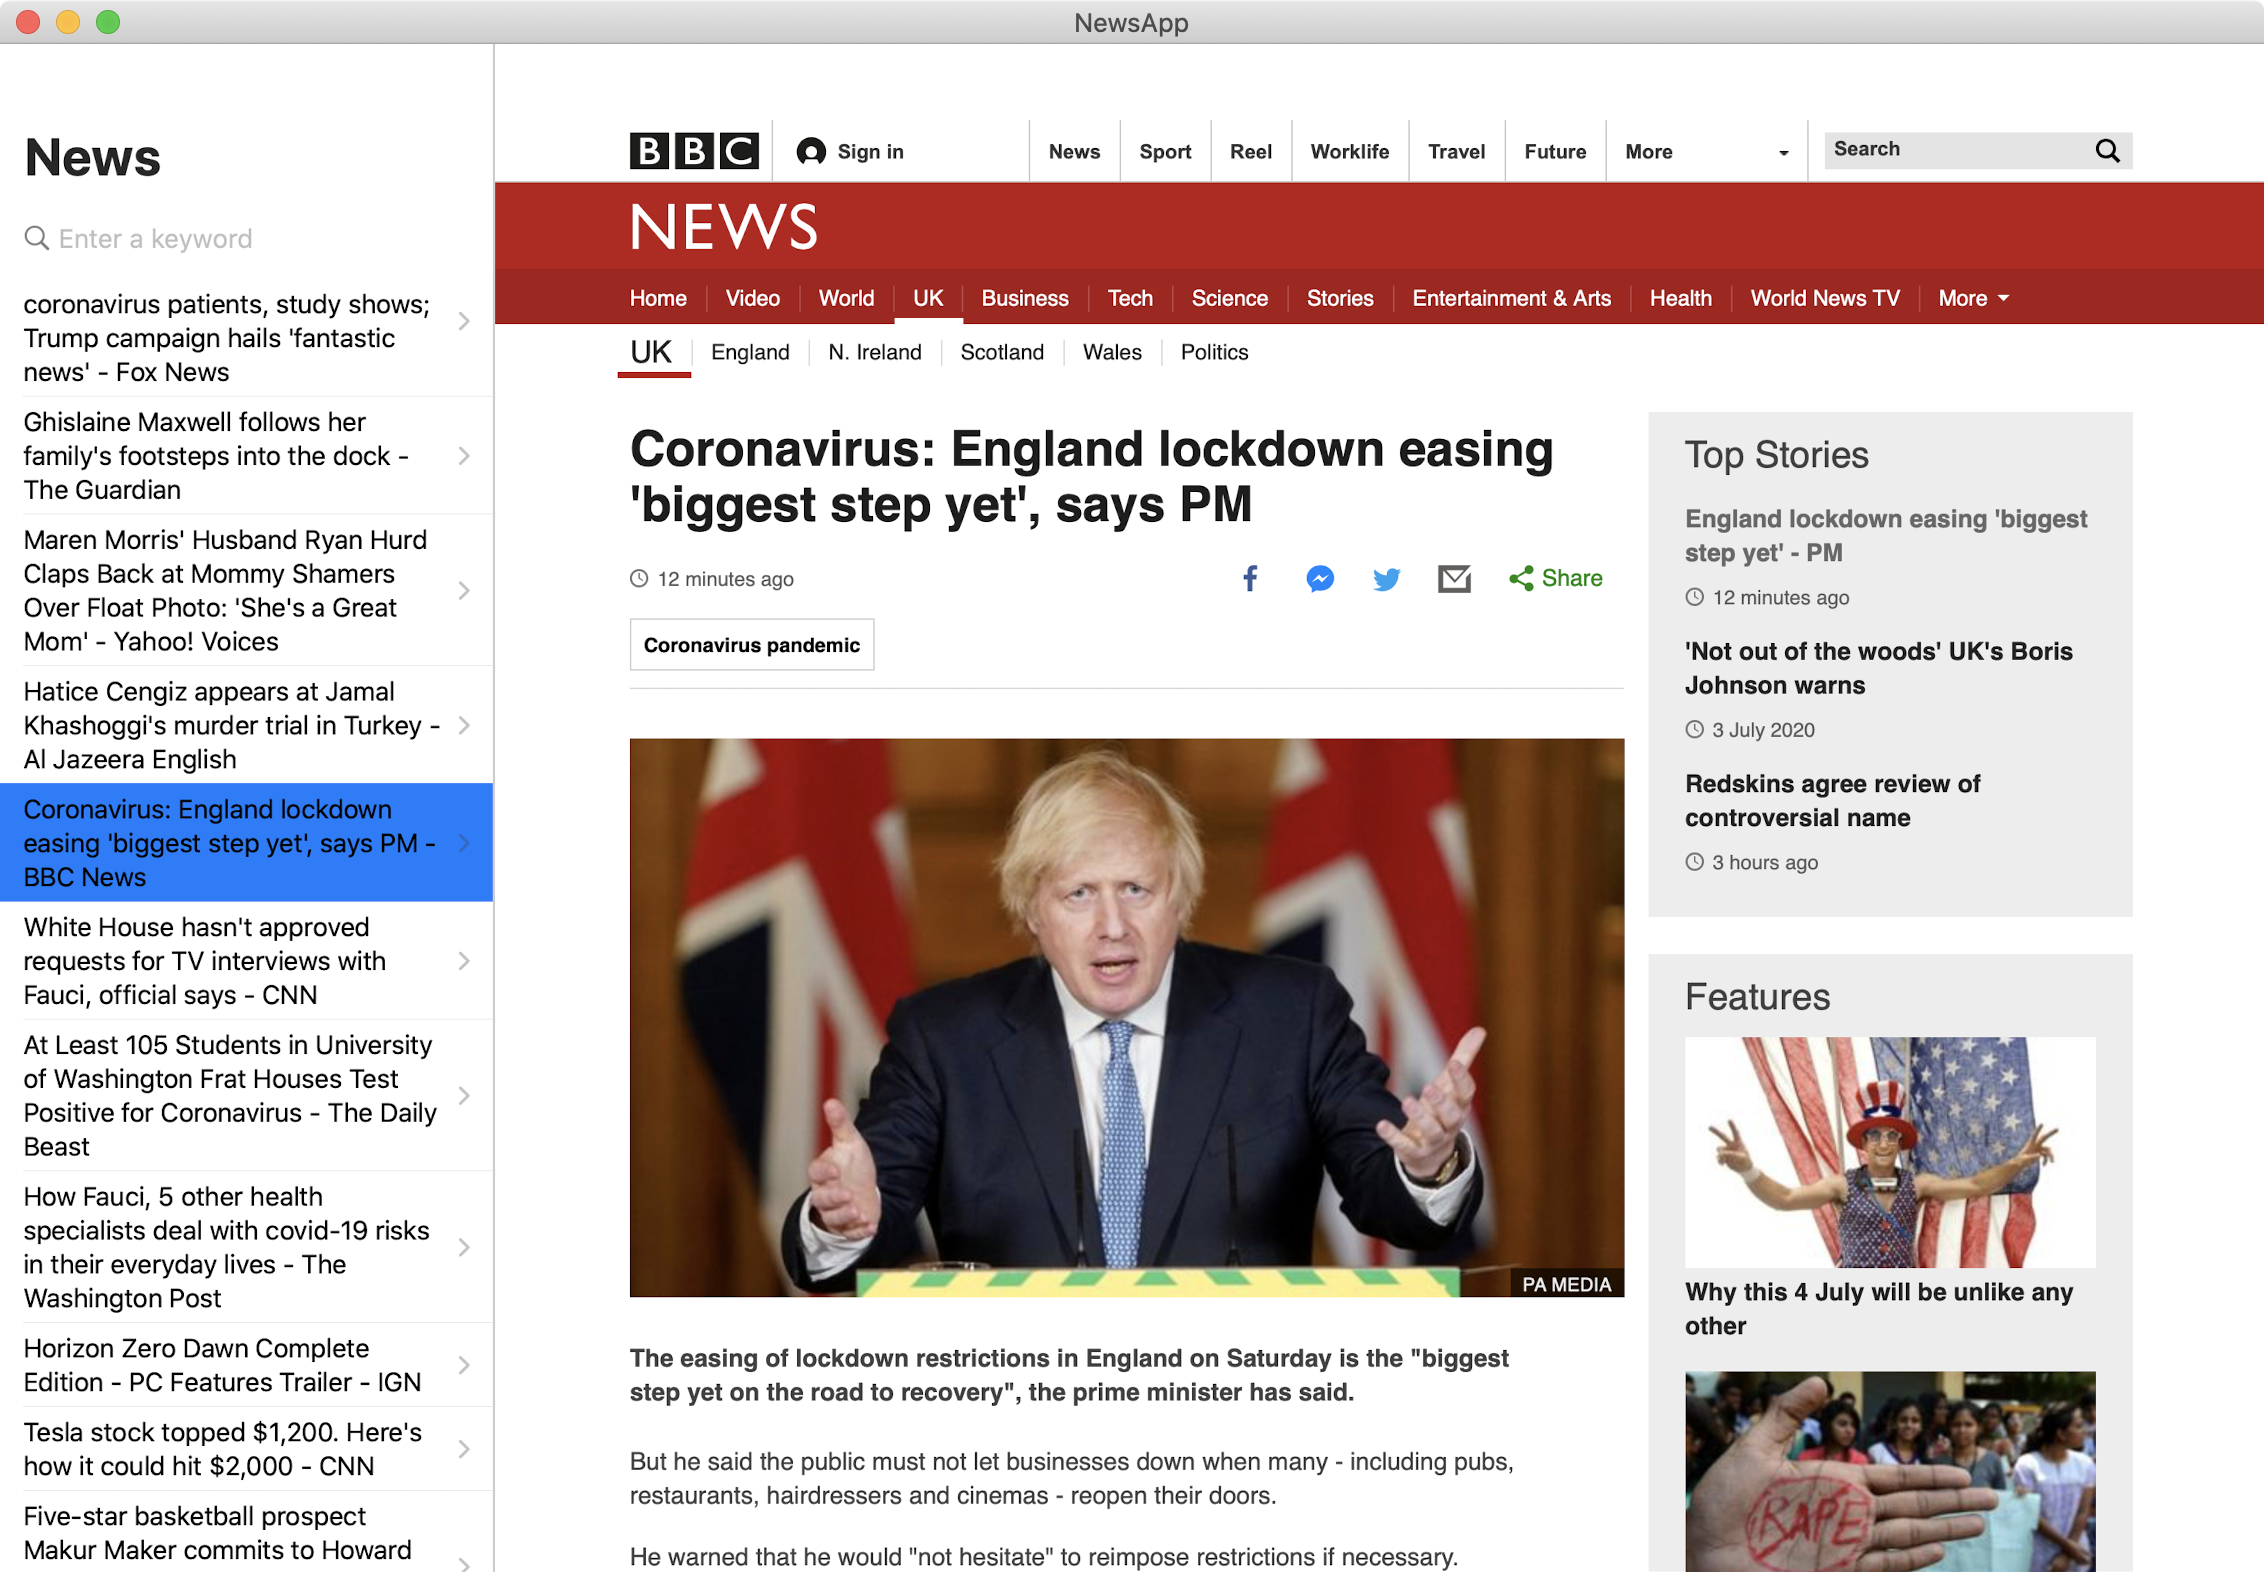 NewsApp
News
Enter a keyword
coronavirus patients, study shows;
Trump campaign hails 'fantastic
news' - Fox News
Ghislaine Maxwell follows her
family's footsteps into the dock -
The Guardian
Maren Morris' Husband Ryan Hurd
Claps Back at Mommy Shamers
Over Float Photo: 'She's a Great
Mom' - Yahoo! Voices
Hatice Cengiz appears at Jamal
Khashoggi's murder trial in Turkey -
Al Jazeera English
Coronavirus: England lockdown
easing 'biggest step yet', says PM -
BBC News
White House hasn't approved
requests for TV interviews with
Fauci, official says - CNN
At Least 105 Students in University
of Washington Frat Houses Test
Positive for Coronavirus - The Daily
Beast
How Fauci, 5 other health
specialists deal with covid-19 risks
in their everyday lives - The
Washington Post
Horizon Zero Dawn Complete
Edition - PC Features Trailer - IGN
Tesla stock topped $1,200. Here's
how it could hit $2,000 - CNN
Five-star basketball prospect
Makur Maker commits to Howard
BBC Sign in News Sport Reel Worklife Travel Future More Search
NEWS
Home Video World UK Business Tech Science Stories Entertainment & Arts Health World News TV More
UK England N. Ireland Scotland Wales Politics
Coronavirus: England lockdown easing
'biggest step yet', says PM
12 minutes ago
Share
Coronavirus pandemic
PA MEDIA
The easing of lockdown restrictions in England on Saturday is the "biggest
step yet on the road to recovery", the prime minister has said.
But he said the public must not let businesses down when many - including pubs,
restaurants, hairdressers and cinemas - reopen their doors.
He warned that he would "not hesitate" to reimpose restrictions if necessary.
Top Stories
England lockdown easing 'biggest
step yet' - PM
12 minutes ago
'Not out of the woods' UK's Boris
Johnson warns
3 July 2020
Redskins agree review of
controversial name
3 hours ago
Features
Why this 4 July will be unlike any
other
RAPE